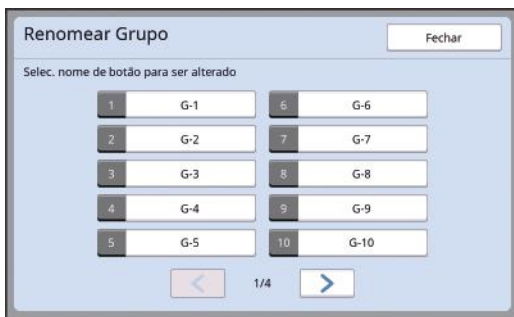 Renomear Grupo
Fechar
Selec. nome de botão para ser alterado
1 G-1 6 G-6
2 G-2 7 G-7
3 G-3 8 G-8
4 G-4 9 G-9
5 G-5 10 G-10
< 1/4 >